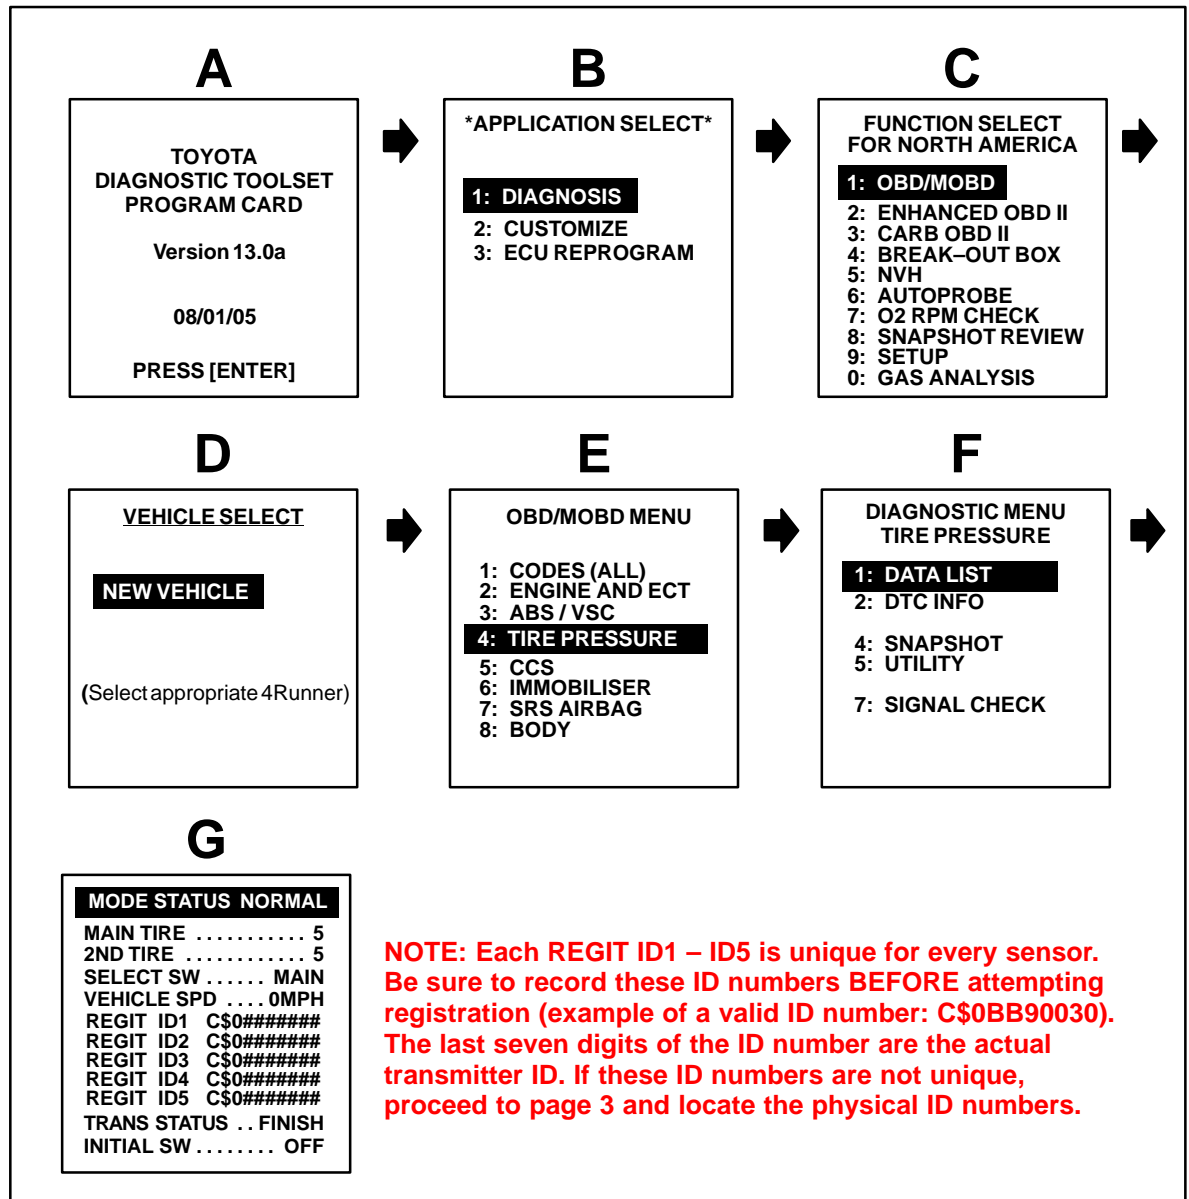 A
TOYOTA
DIAGNOSTIC TOOLSET
PROGRAM CARD
Version 13.0a
08/01/05
PRESS [ENTER]
B
*APPLICATION SELECT*
1: DIAGNOSIS
2: CUSTOMIZE
3: ECU REPROGRAM
C
FUNCTION SELECT
FOR NORTH AMERICA
1: OBD/MOBD
2: ENHANCED OBD II
3: CARB OBD II
4: BREAK–OUT BOX
5: NVH
6: AUTOPROBE
7: O2 RPM CHECK
8: SNAPSHOT REVIEW
9: SETUP
0: GAS ANALYSIS
D
VEHICLE SELECT
NEW VEHICLE
(Select appropriate 4Runner)
E
OBD/MOBD MENU
1: CODES (ALL)
2: ENGINE AND ECT
3: ABS / VSC
4: TIRE PRESSURE
5: CCS
6: IMMOBILISER
7: SRS AIRBAG
8: BODY
F
DIAGNOSTIC MENU
TIRE PRESSURE
1: DATA LIST
2: DTC INFO
4: SNAPSHOT
5: UTILITY
7: SIGNAL CHECK
G
MODE STATUS NORMAL
MAIN TIRE . . . . . . . . . . . 5
2ND TIRE . . . . . . . . . . . . 5
SELECT SW . . . . . . MAIN
VEHICLE SPD . . . . 0MPH
REGIT ID1 C$0#######
REGIT ID2 C$0#######
REGIT ID3 C$0#######
REGIT ID4 C$0#######
REGIT ID5 C$0#######
TRANS STATUS . . FINISH
INITIAL SW . . . . . . . . OFF
NOTE: Each REGIT ID1 – ID5 is unique for every sensor.
Be sure to record these ID numbers BEFORE attempting
registration (example of a valid ID number: C$0BB90030).
The last seven digits of the ID number are the actual
transmitter ID. If these ID numbers are not unique,
proceed to page 3 and locate the physical ID numbers.